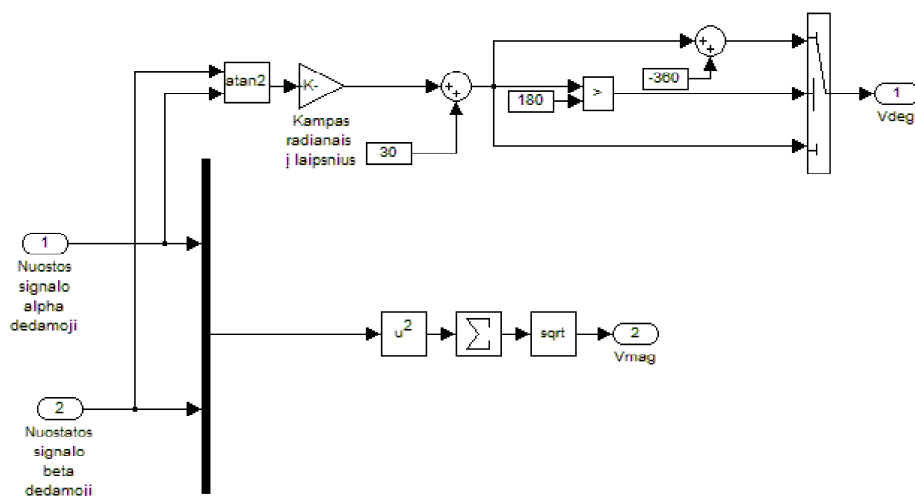 atan2
K-
Kampas
radianais
į laipsnius
30
+
+
180
>
-360
+
+
1
Vdeg
1
Nuostos
signalo
alpha
dedamoji
2
Nuostatos
signalo
beta
dedamoji
u²
∑
sqrt
2
Vmag